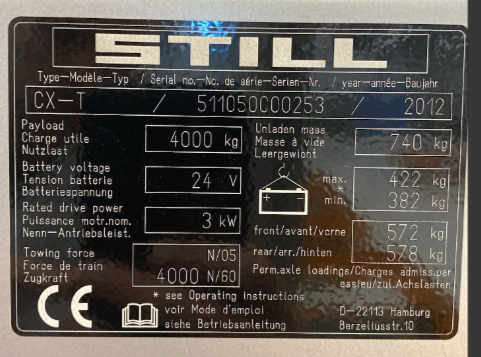 STILL
Type-Modèle-Typ / Serial no.-No. de série-Serien-Nr. / year-année-Baujahr
CX-T / 511050C00253 / 2012
Payload
Charge utile
Nutzlast
4000 kg
Unladen mass
Masse à vide
Leergewicht
740 kg
Battery voltage
Tension batterie
Batteriespannung
24 V
max. 422 kg
*
min. 382 kg
Rated drive power
Puissance motr.nom.
Nenn-Antriebsleist.
3 kW
front/avant/vorne 572 kg
rear/arr./hinten 578 kg
Towing force
Force de train
Zugkraft
N/05
4000 N/60
Perm.axle loadings/Charges admiss.par
essieu/zul.Achslasten
CE
* see Operating Instructions
voir Mode d'emploi
siehe Betriebsanleitung
D-22113 Hamburg
Berzeliusstr.10